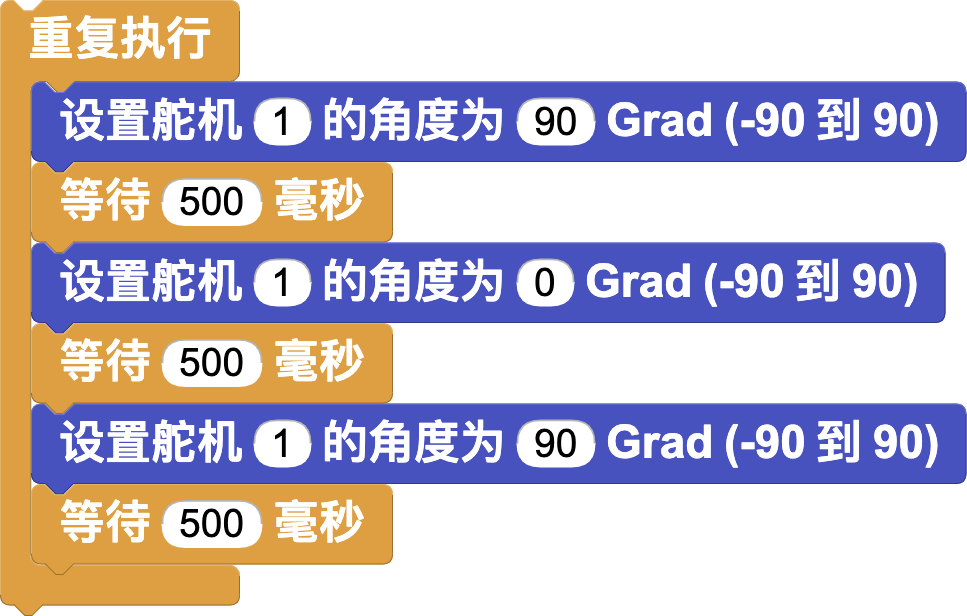 重复执行
设置舵机 1 的角度为 90 Grad (-90 到 90)
等待 500 毫秒
设置舵机 1 的角度为 0 Grad (-90 到 90)
等待 500 毫秒
设置舵机 1 的角度为 90 Grad (-90 到 90)
等待 500 毫秒